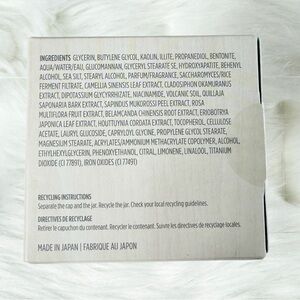 INGREDIENTS: GLYCERIN, BUTYLENE GLYCOL, KAOLIN, ILLITE, PROPANEDIOL, BENTONITE,
AQUA/WATER/EAU, GLUCOMANNAN, GLYCERYL STEARATE SE, HYDROXYAPATITE, BEHENYL
ALCOHOL, SEA SILT, STEARYL ALCOHOL, PARFUM/FRAGRANCE, SACCHAROMYCES/RICE
FERMENT FILTRATE, CAMELLIA SINENSIS LEAF EXTRACT, CLADOSIPHON OKAMURANUS
EXTRACT, DIPOTASSIUM GLYCYRRHIZATE, NIACINAMIDE, VOLCANIC SOIL, QUILLAJA
SAPONARIA BARK EXTRACT, SAPINDUS MUKOROSSI PEEL EXTRACT, ROSA
MULTIFLORA FRUIT EXTRACT, BELAMCANDA CHINENSIS ROOT EXTRACT, ERIOBOTRYA
JAPONICA LEAF EXTRACT, HOUTTUYNIA CORDATA EXTRACT, TOCOPHEROL, CELLULOSE
ACETATE, LAURYL GLUCOSIDE, CAPRYLYL GLYCINE, PROPYLENE GLYCOL STEARATE,
MAGNESIUM STEARATE, ACRYLATES/AMMONIUM METHACRYLATE COPOLYMER, ALCOHOL,
ETHYLHEXYLGLYCERIN, PHENOXYETHANOL, CITRAL, LIMONENE, LINALOOL, TITANIUM
DIOXIDE (CI 77891), IRON OXIDES (CI 77491)
RECYCLING INSTRUCTIONS
Separate the cap and the jar. Recycle the jar. Check your local recycling guidelines.
DIRECTIVES DE RECYCLAGE
Retirer le capuchon du contenant. Recycler le contenant. Suivre les directives de recyclage locales.
MADE IN JAPAN | FABRIQUÉ AU JAPON